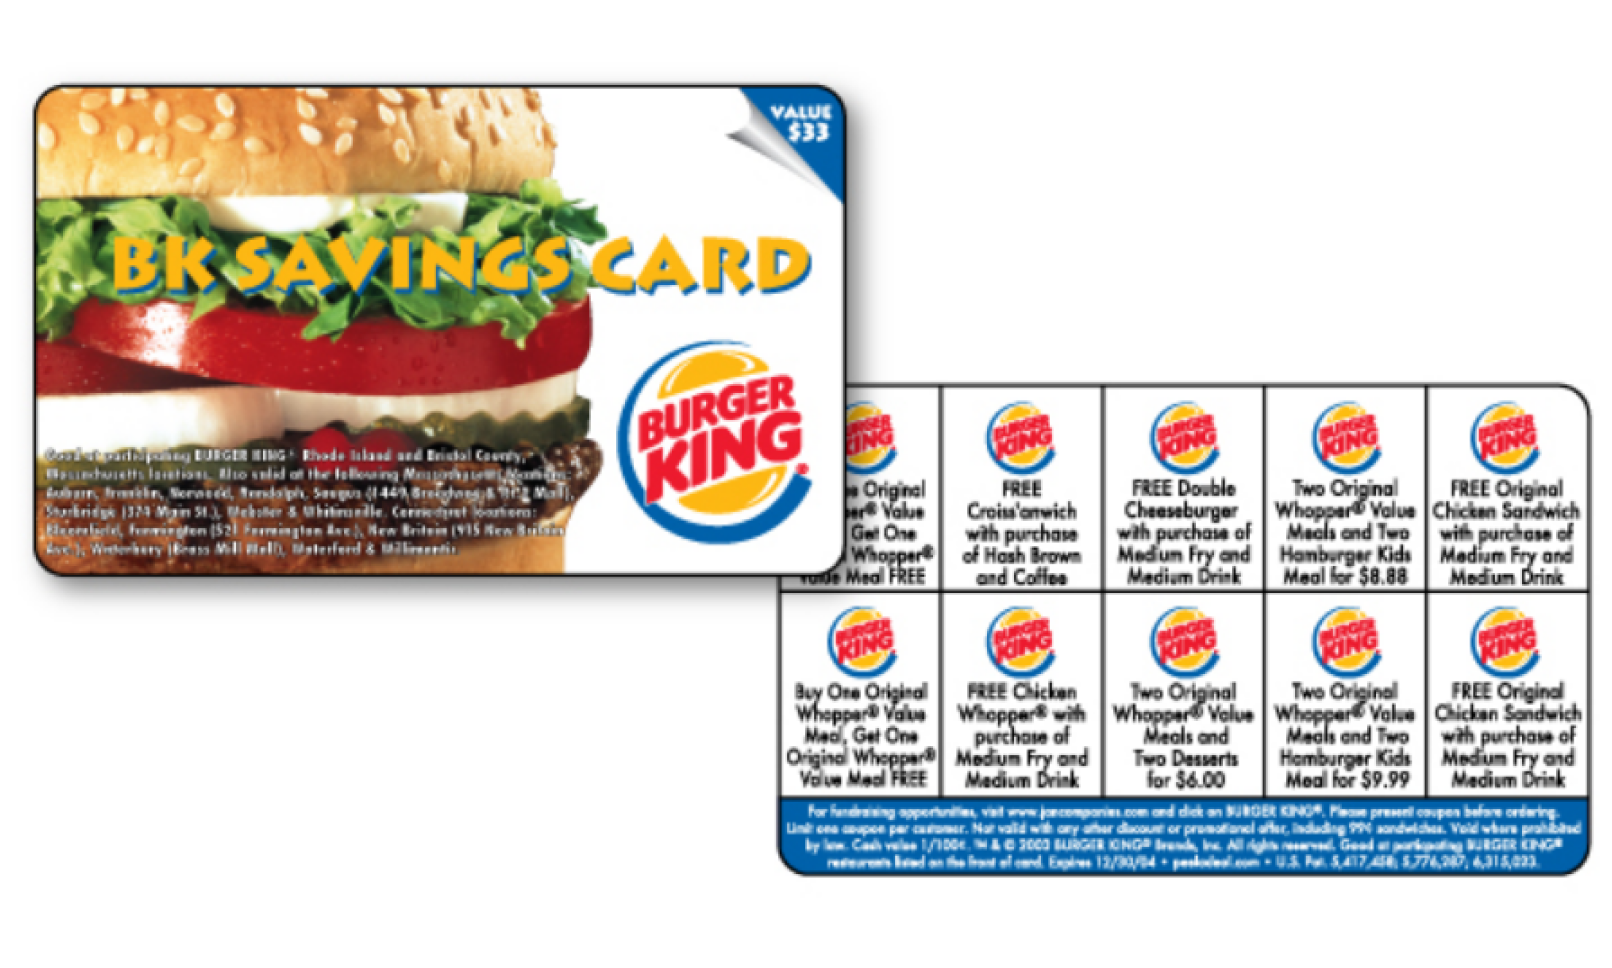 VALUE
$33
BK SAVINGS CARD
BURGER
KING®
Good at participating BURGER KING® Rhode Island and Bristol County,
Massachusetts locations. Also valid at the following Massachusetts locations:
Auburn, Franklin, Norwood, Randolph, Saugus (1449 Broadway & Mall),
Sturbridge (374 Main St.), Webster & Whitinsville, Connecticut locations:
Bloomfield, Farmington (521 Farmington Ave.), New Britain (915 New Britain
Ave.), Waterbury (Brass Mill Mall), Waterford & Willimantic
BURGER
KING
Original
Value
Get One
Whopper®
Value Meal FREE
BURGER
KING
FREE
Croiss'anwich
with purchase
of Hash Brown
and Coffee
BURGER
KING
FREE Double
Cheeseburger
with purchase of
Medium Fry and
Medium Drink
BURGER
KING
Two Original
Whopper® Value
Meals and Two
Hamburger Kids
Meal for $8.88
BURGER
KING
FREE Original
Chicken Sandwich
with purchase of
Medium Fry and
Medium Drink
BURGER
KING
Buy One Original
Whopper® Value
Meal, Get One
Original Whopper®
Value Meal FREE
BURGER
KING
FREE Chicken
Whopper® with
purchase of
Medium Fry and
Medium Drink
BURGER
KING
Two Original
Whopper® Value
Meals and
Two Desserts
for $6.00
BURGER
KING
Two Original
Whopper® Value
Meals and Two
Hamburger Kids
Meal for $9.99
BURGER
KING
FREE Original
Chicken Sandwich
with purchase of
Medium Fry and
Medium Drink
For fundraising opportunities, visit www.jancompanies.com and click on BURGER KING®. Please present coupon before ordering.
Limit one coupon per customer. Not valid with any other discount or promotional offer, including 99¢ sandwiches. Void where prohibited
by law. Cash value 1/100¢. ™ & © 2003 BURGER KING® Brands, Inc. All rights reserved. Good at participating BURGER KING®
restaurants listed on the front of card. Expires 12/30/04 • peeladeal.com • U.S. Pat. 5,417,458; 5,776,287; 6,315,023.